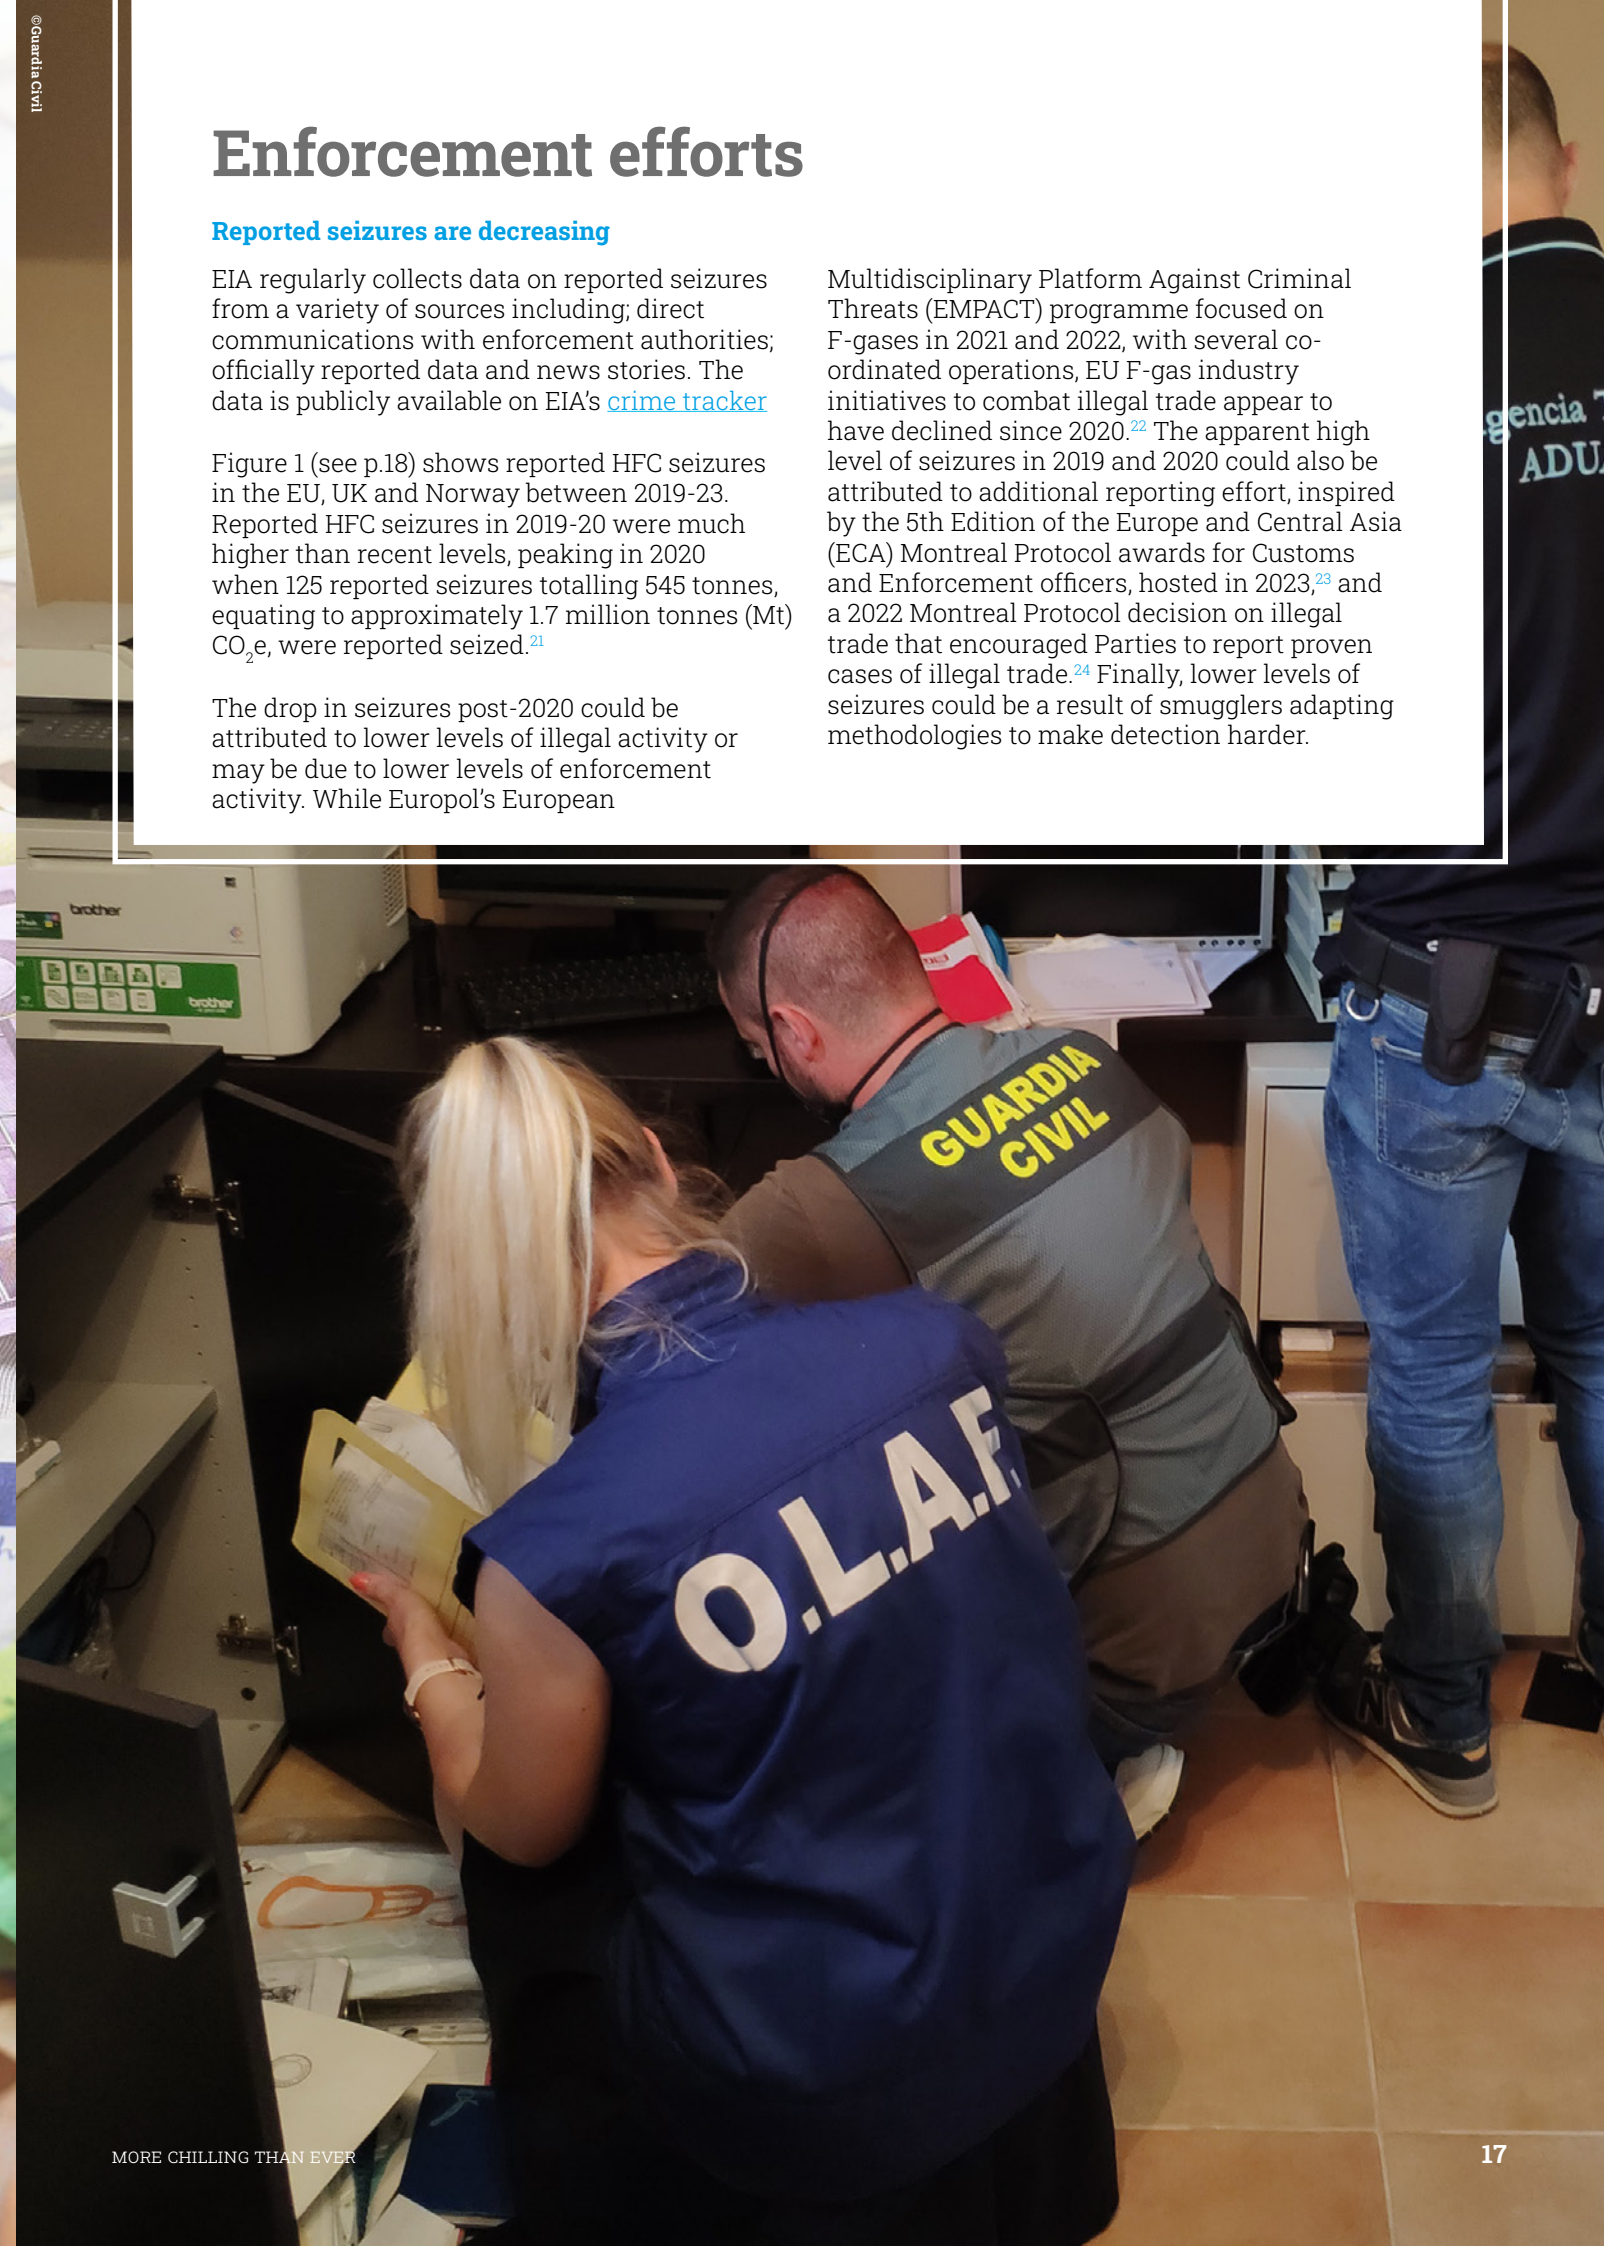 ©Guardia Civil
Enforcement efforts
Reported seizures are decreasing
EIA regularly collects data on reported seizures
from a variety of sources including; direct
communications with enforcement authorities;
officially reported data and news stories. The
data is publicly available on EIA’s crime tracker
Figure 1 (see p.18) shows reported HFC seizures
in the EU, UK and Norway between 2019-23.
Reported HFC seizures in 2019-20 were much
higher than recent levels, peaking in 2020
when 125 reported seizures totalling 545 tonnes,
equating to approximately 1.7 million tonnes (Mt)
CO₂e, were reported seized.²¹
The drop in seizures post-2020 could be
attributed to lower levels of illegal activity or
may be due to lower levels of enforcement
activity. While Europol’s European
Multidisciplinary Platform Against Criminal
Threats (EMPACT) programme focused on
F-gases in 2021 and 2022, with several co-
ordinated operations, EU F-gas industry
initiatives to combat illegal trade appear to
have declined since 2020.²² The apparent high
level of seizures in 2019 and 2020 could also be
attributed to additional reporting effort, inspired
by the 5th Edition of the Europe and Central Asia
(ECA) Montreal Protocol awards for Customs
and Enforcement officers, hosted in 2023,²³ and
a 2022 Montreal Protocol decision on illegal
trade that encouraged Parties to report proven
cases of illegal trade.²⁴ Finally, lower levels of
seizures could be a result of smugglers adapting
methodologies to make detection harder.
gencia
ADU
brother
brother
GUARDIA
CIVIL
O.L.A.F.
MORE CHILLING THAN EVER
17